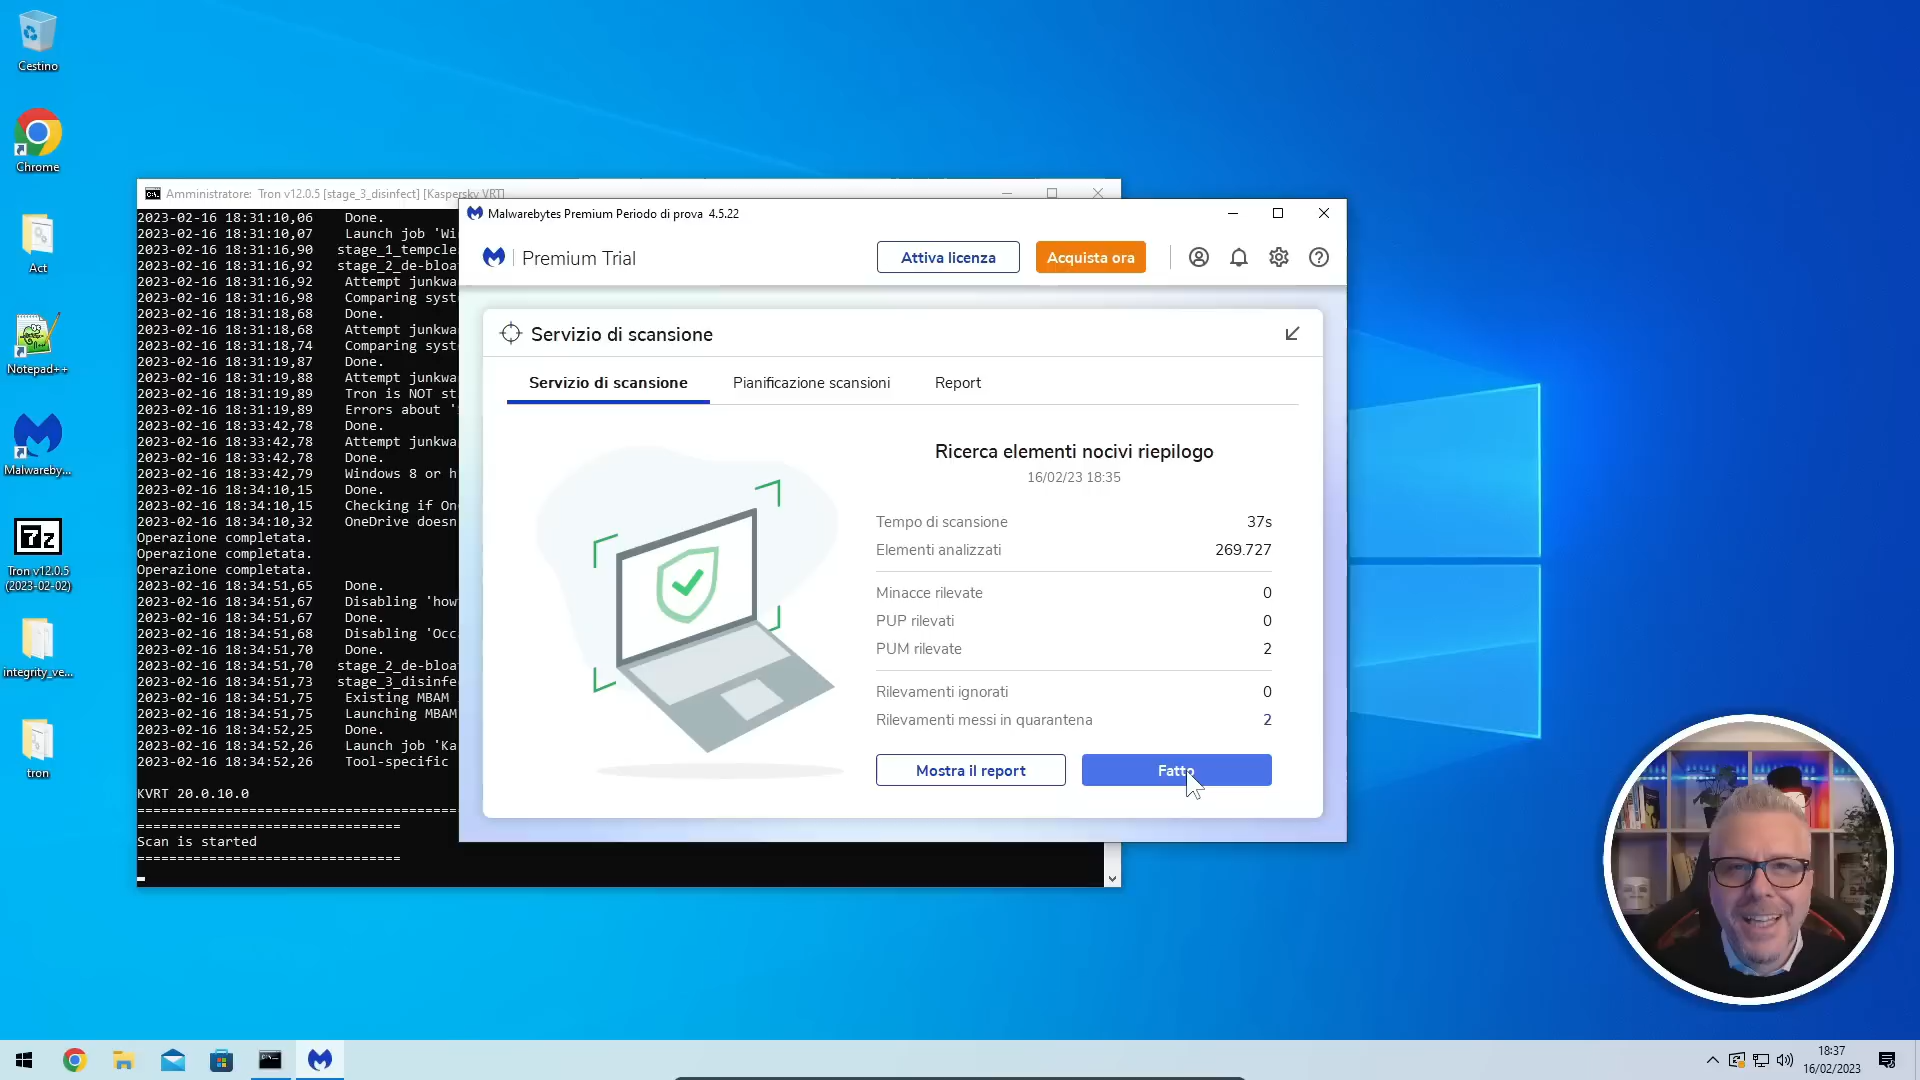 Cestino
Chrome
Act
Notepad++
Malwareby...
Tron v12.0.5
(2023-02-02)
integrity_ve...
tron
Amministratore: Tron v12.0.5 [stage_3_disinfect] [Kaspersky VRT]
2023-02-16 18:31:10,06 Done.
2023-02-16 18:31:10,07 Launch job 'Wi
2023-02-16 18:31:16,90 stage_1_tempcle
2023-02-16 18:31:16,92 stage_2_de-bloa
2023-02-16 18:31:16,92 Attempt junkwa
2023-02-16 18:31:16,98 Comparing syst
2023-02-16 18:31:18,68 Done.
2023-02-16 18:31:18,68 Attempt junkwa
2023-02-16 18:31:18,74 Comparing syst
2023-02-16 18:31:19,87 Done.
2023-02-16 18:31:19,88 Attempt junkwa
2023-02-16 18:31:19,89 Tron is NOT st
2023-02-16 18:31:19,89 Errors about '
2023-02-16 18:33:42,78 Done.
2023-02-16 18:33:42,78 Attempt junkwa
2023-02-16 18:33:42,78 Done.
2023-02-16 18:33:42,79 Windows 8 or h
2023-02-16 18:34:10,15 Done.
2023-02-16 18:34:10,15 Checking if On
2023-02-16 18:34:10,32 OneDrive doesn
Operazione completata.
Operazione completata.
Operazione completata.
2023-02-16 18:34:51,65 Done.
2023-02-16 18:34:51,67 Disabling 'how
2023-02-16 18:34:51,67 Done.
2023-02-16 18:34:51,68 Disabling 'Occ
2023-02-16 18:34:51,70 Done.
2023-02-16 18:34:51,70 stage_2_de-bloa
2023-02-16 18:34:51,73 stage_3_disinfe
2023-02-16 18:34:51,75 Existing MBAM
2023-02-16 18:34:51,75 Launching MBAM
2023-02-16 18:34:52,25 Done.
2023-02-16 18:34:52,26 Launch job 'Ka
2023-02-16 18:34:52,26 Tool-specific
KVRT 20.0.10.0
Scan is started
Malwarebytes Premium Periodo di prova 4.5.22
Premium Trial
Attiva licenza
Acquista ora
Servizio di scansione
Servizio di scansione Pianificazione scansioni Report
Ricerca elementi nocivi riepilogo
16/02/23 18:35
Tempo di scansione 37s
Elementi analizzati 269.727
Minacce rilevate 0
PUP rilevati 0
PUM rilevate 2
Rilevamenti ignorati 0
Rilevamenti messi in quarantena 2
Mostra il report
Fatto
7z
18:37
16/02/2023